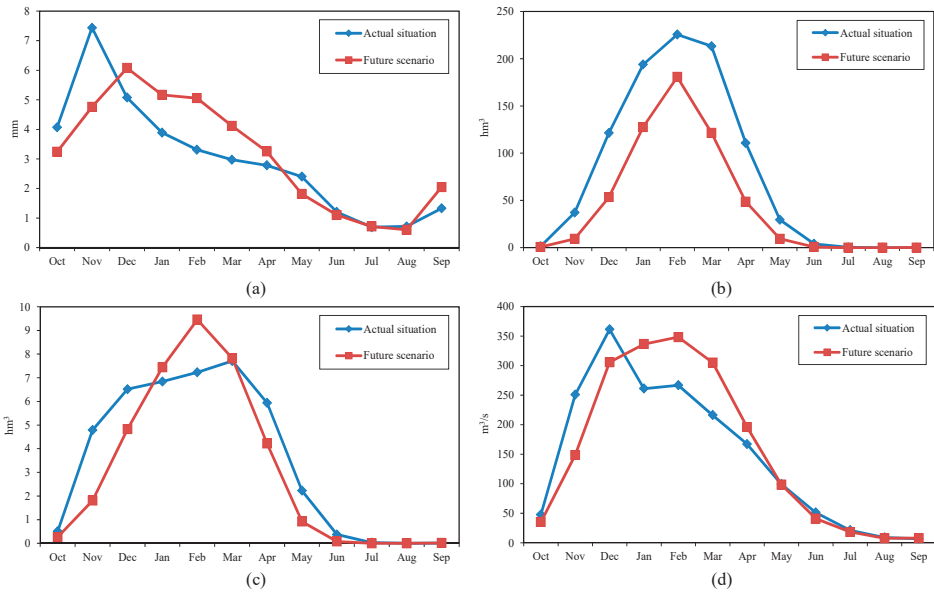 8
7
6
5
4
3
2
1
0
mm
Actual situation
Future scenario
Oct Nov Dec Jan Feb Mar Apr May Jun Jul Aug Sep
(a)
250
200
150
100
50
0
hm³
Actual situation
Future scenario
Oct Nov Dec Jan Feb Mar Apr May Jun Jul Aug Sep
(b)
10
9
8
7
6
5
4
3
2
1
0
hm³
Actual situation
Future scenario
Oct Nov Dec Jan Feb Mar Apr May Jun Jul Aug Sep
(c)
400
350
300
250
200
150
100
50
0
m³/s
Actual situation
Future scenario
Oct Nov Dec Jan Feb Mar Apr May Jun Jul Aug Sep
(d)